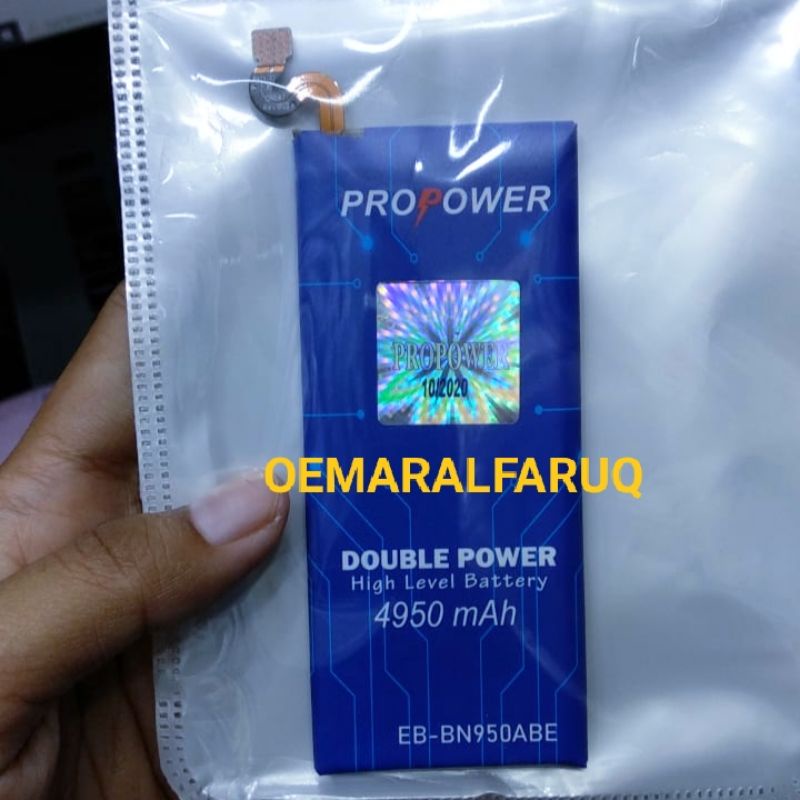 PROPOWER
PROPOWER
10/2020
OEMARALFARUQ
DOUBLE POWER
High Level Battery
4950 mAh
EB-BN950ABE